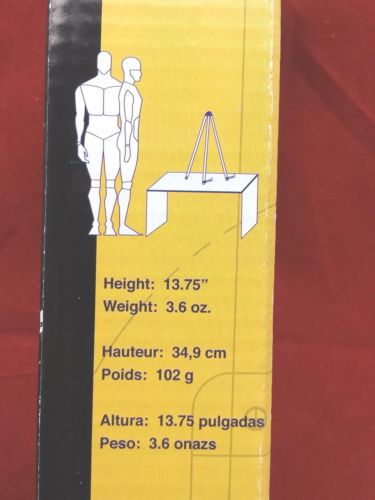 Height: 13.75”
Weight: 3.6 oz.
Hauteur: 34,9 cm
Poids: 102 g
Altura: 13.75 pulgadas
Peso: 3.6 onazs